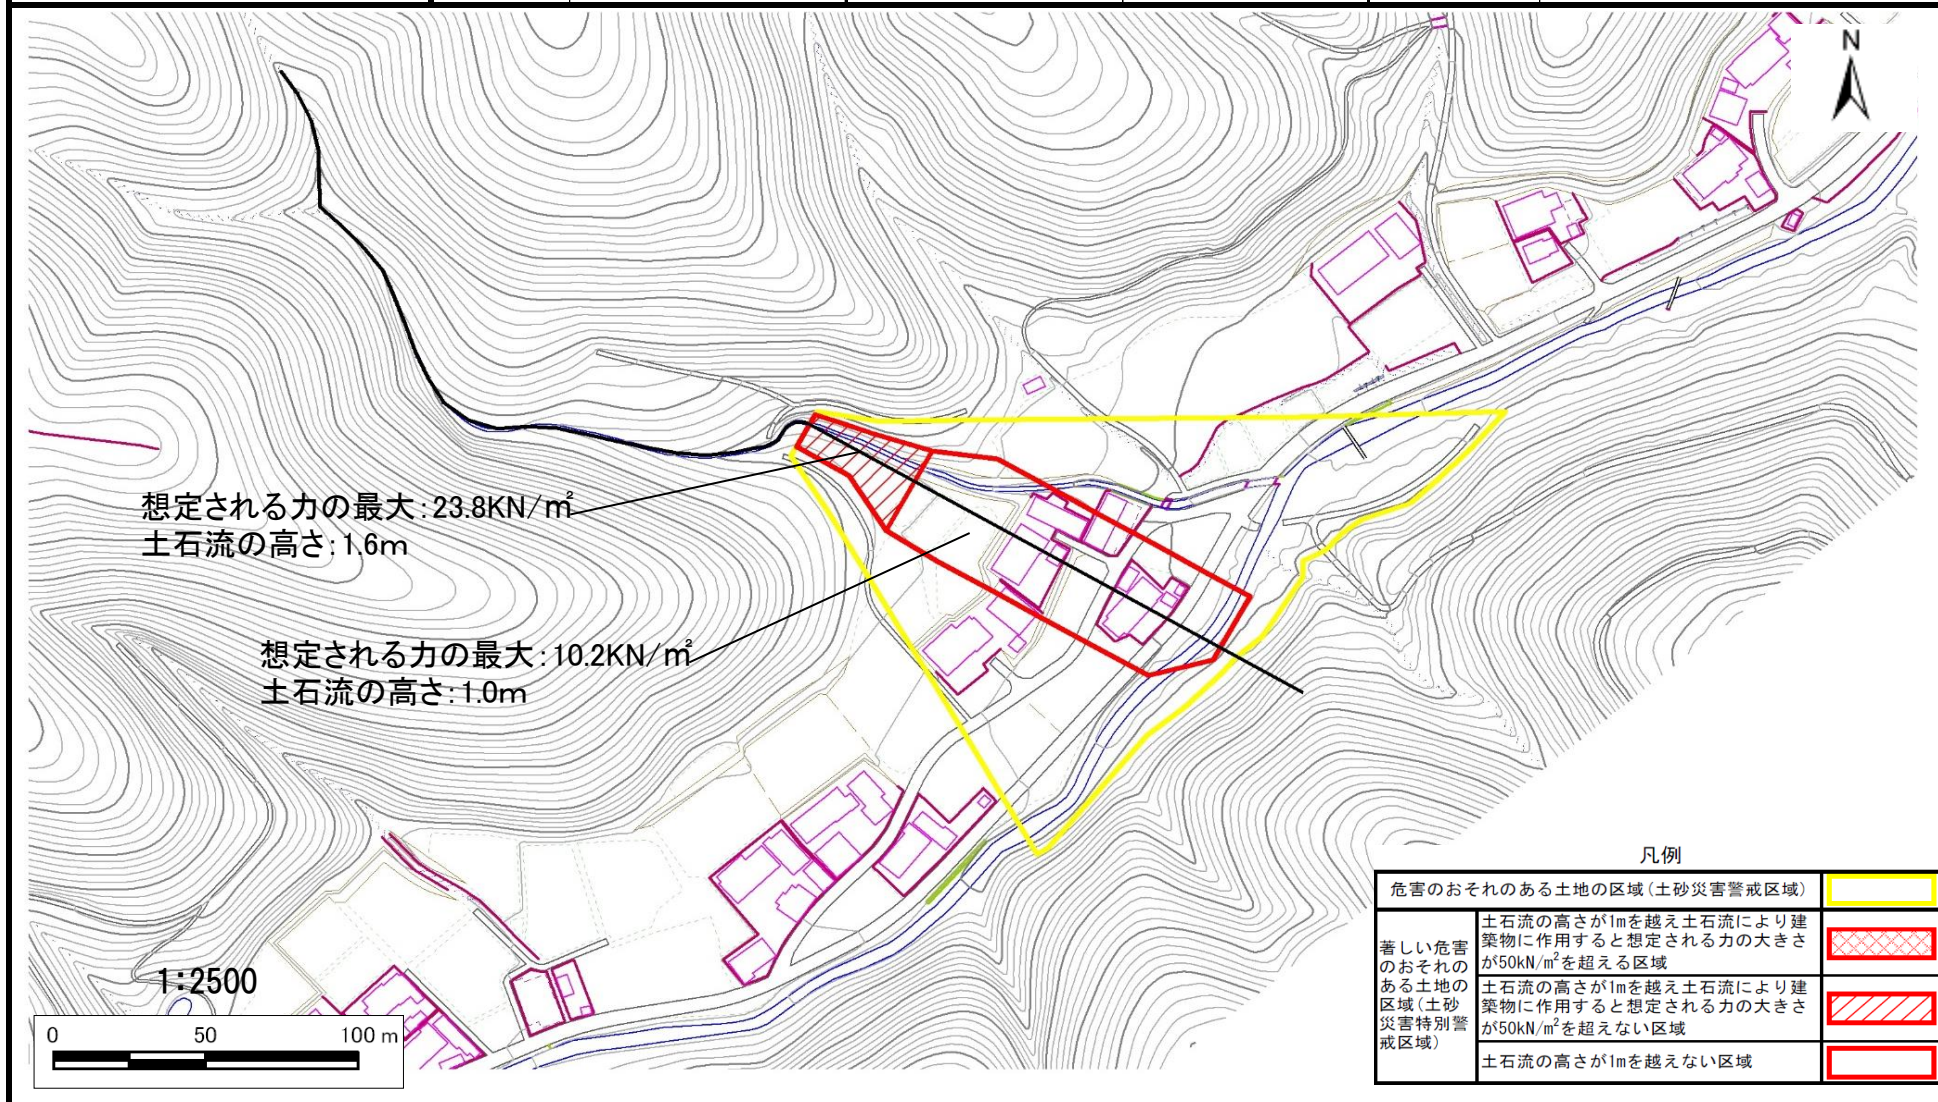 N
想定される力の最大:23.8KN/㎡
土石流の高さ:1.6m
想定される力の最大:10.2KN/㎡
土石流の高さ:1.0m
1:2500
0 50 100 m
凡例
危害のおそれのある土地の区域(土砂災害警戒区域)
著しい危害
のおそれの
ある土地の
区域(土砂
災害特別警
戒区域)
土石流の高さが1mを越え土石流により建
築物に作用すると想定される力の大きさ
が50kN/m²を超える区域
土石流の高さが1mを越え土石流により建
築物に作用すると想定される力の大きさ
が50kN/m²を超えない区域
土石流の高さが1mを越えない区域